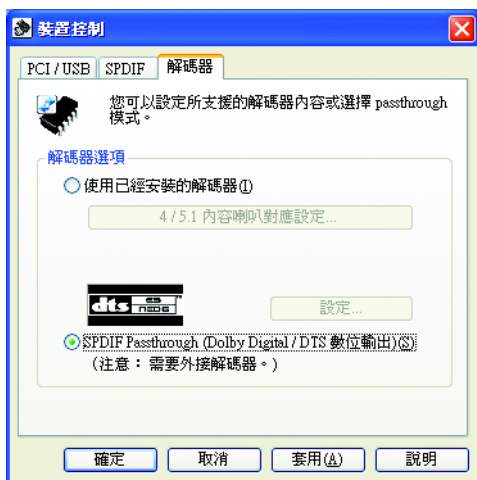 裝置控制
PCI / USB SPDIF 解碼器
您可以設定所支援的解碼器內容或選擇 passthrough
模式。
解碼器選項
使用已經安裝的解碼器(I)
4 / 5.1 內容喇叭對應設定...
dts NEO:6
設定...
SPDIF Passthrough (Dolby Digital / DTS 數位輸出)(S)
(注意：需要外接解碼器。)
確定 取消 套用(A) 說明